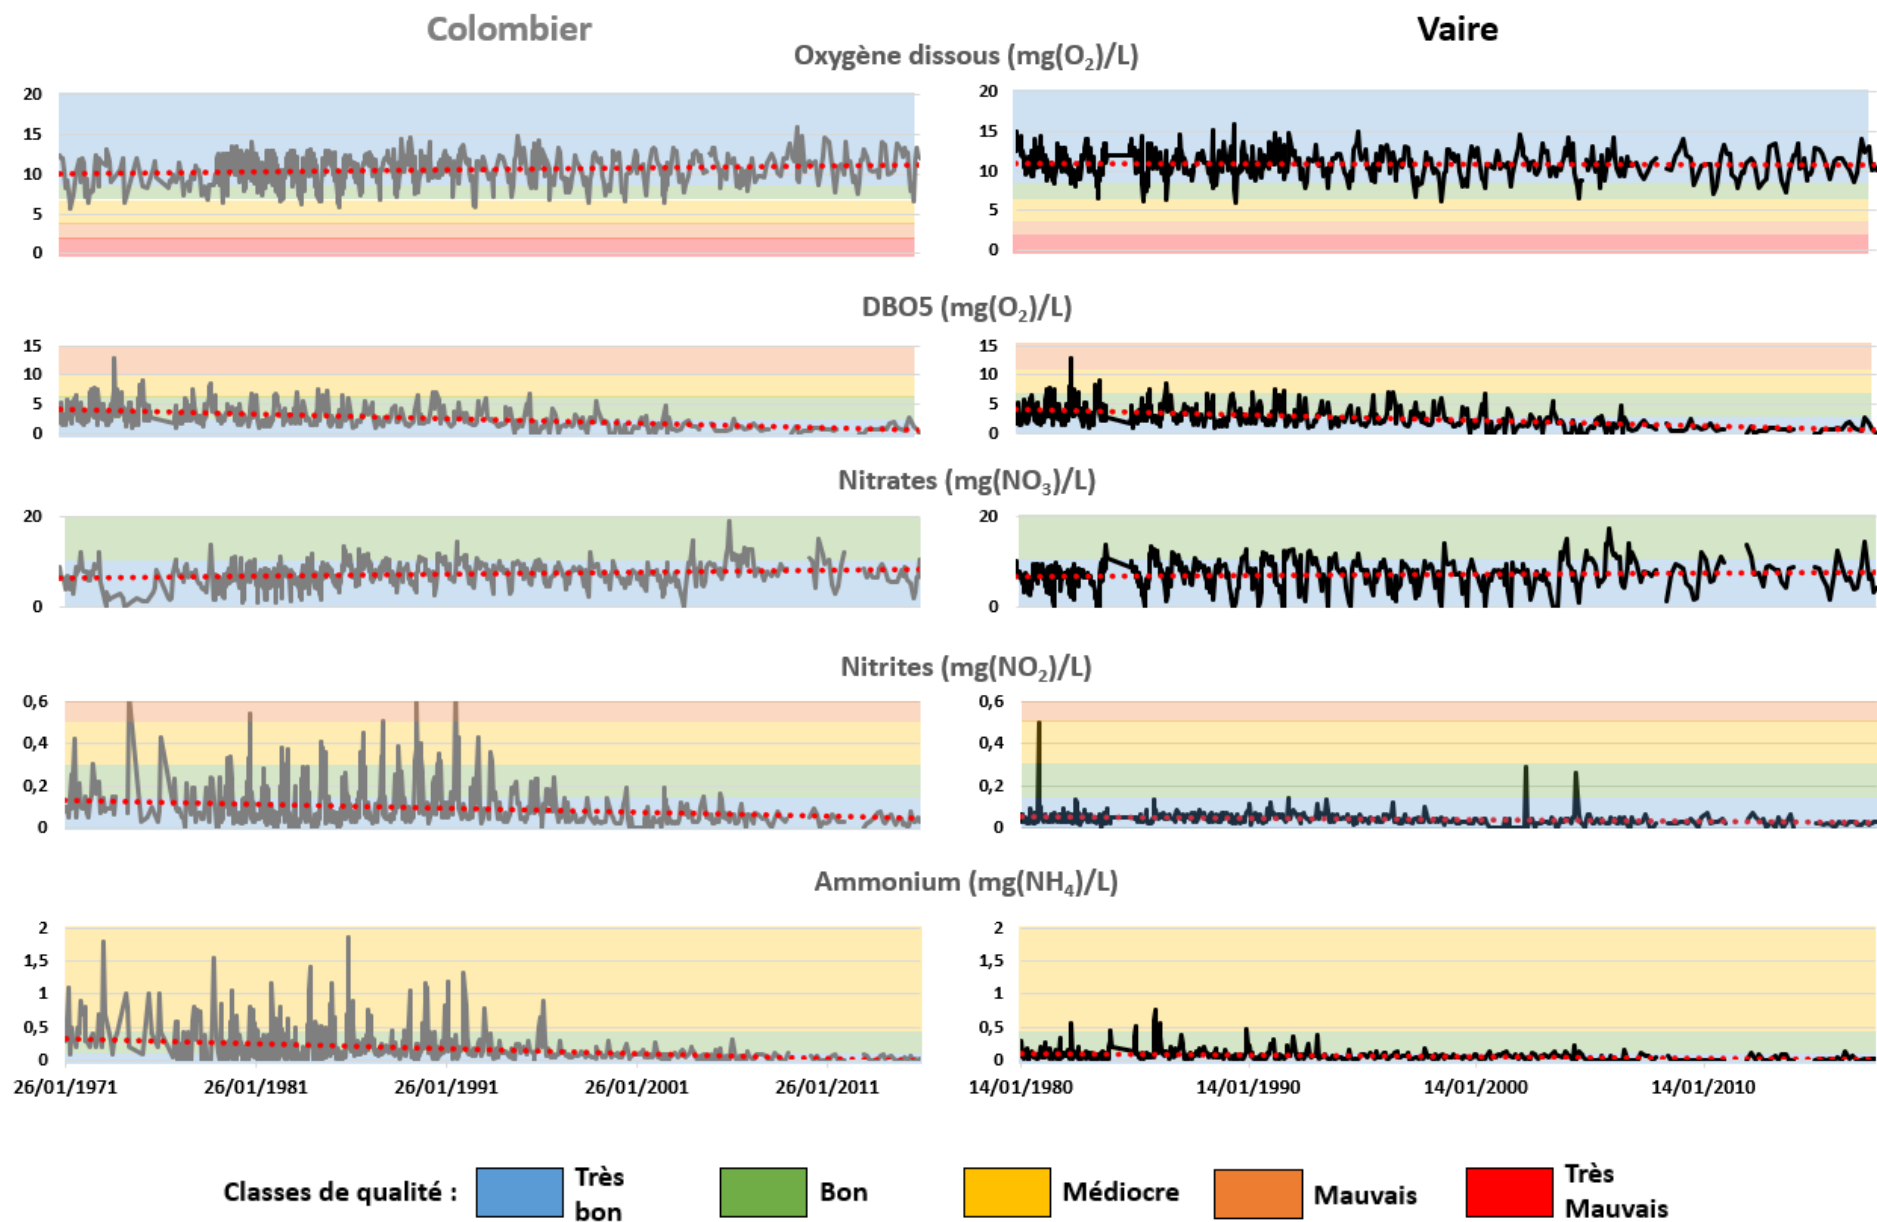 Colombier
Vaire
Oxygène dissous (mg(O₂)/L)
20
15
10
5
0
20
15
10
5
0
DBO5 (mg(O₂)/L)
15
10
5
0
15
10
5
0
Nitrates (mg(NO₃)/L)
20
10
0
20
10
0
Nitrites (mg(NO₂)/L)
0,6
0,4
0,2
0
0,6
0,4
0,2
0
Ammonium (mg(NH₄)/L)
2
1,5
1
0,5
0
2
1,5
1
0,5
0
26/01/1971 26/01/1981 26/01/1991 26/01/2001 26/01/2011
14/01/1980 14/01/1990 14/01/2000 14/01/2010
Classes de qualité :
Très
bon
Bon
Médiocre
Mauvais
Très
Mauvais